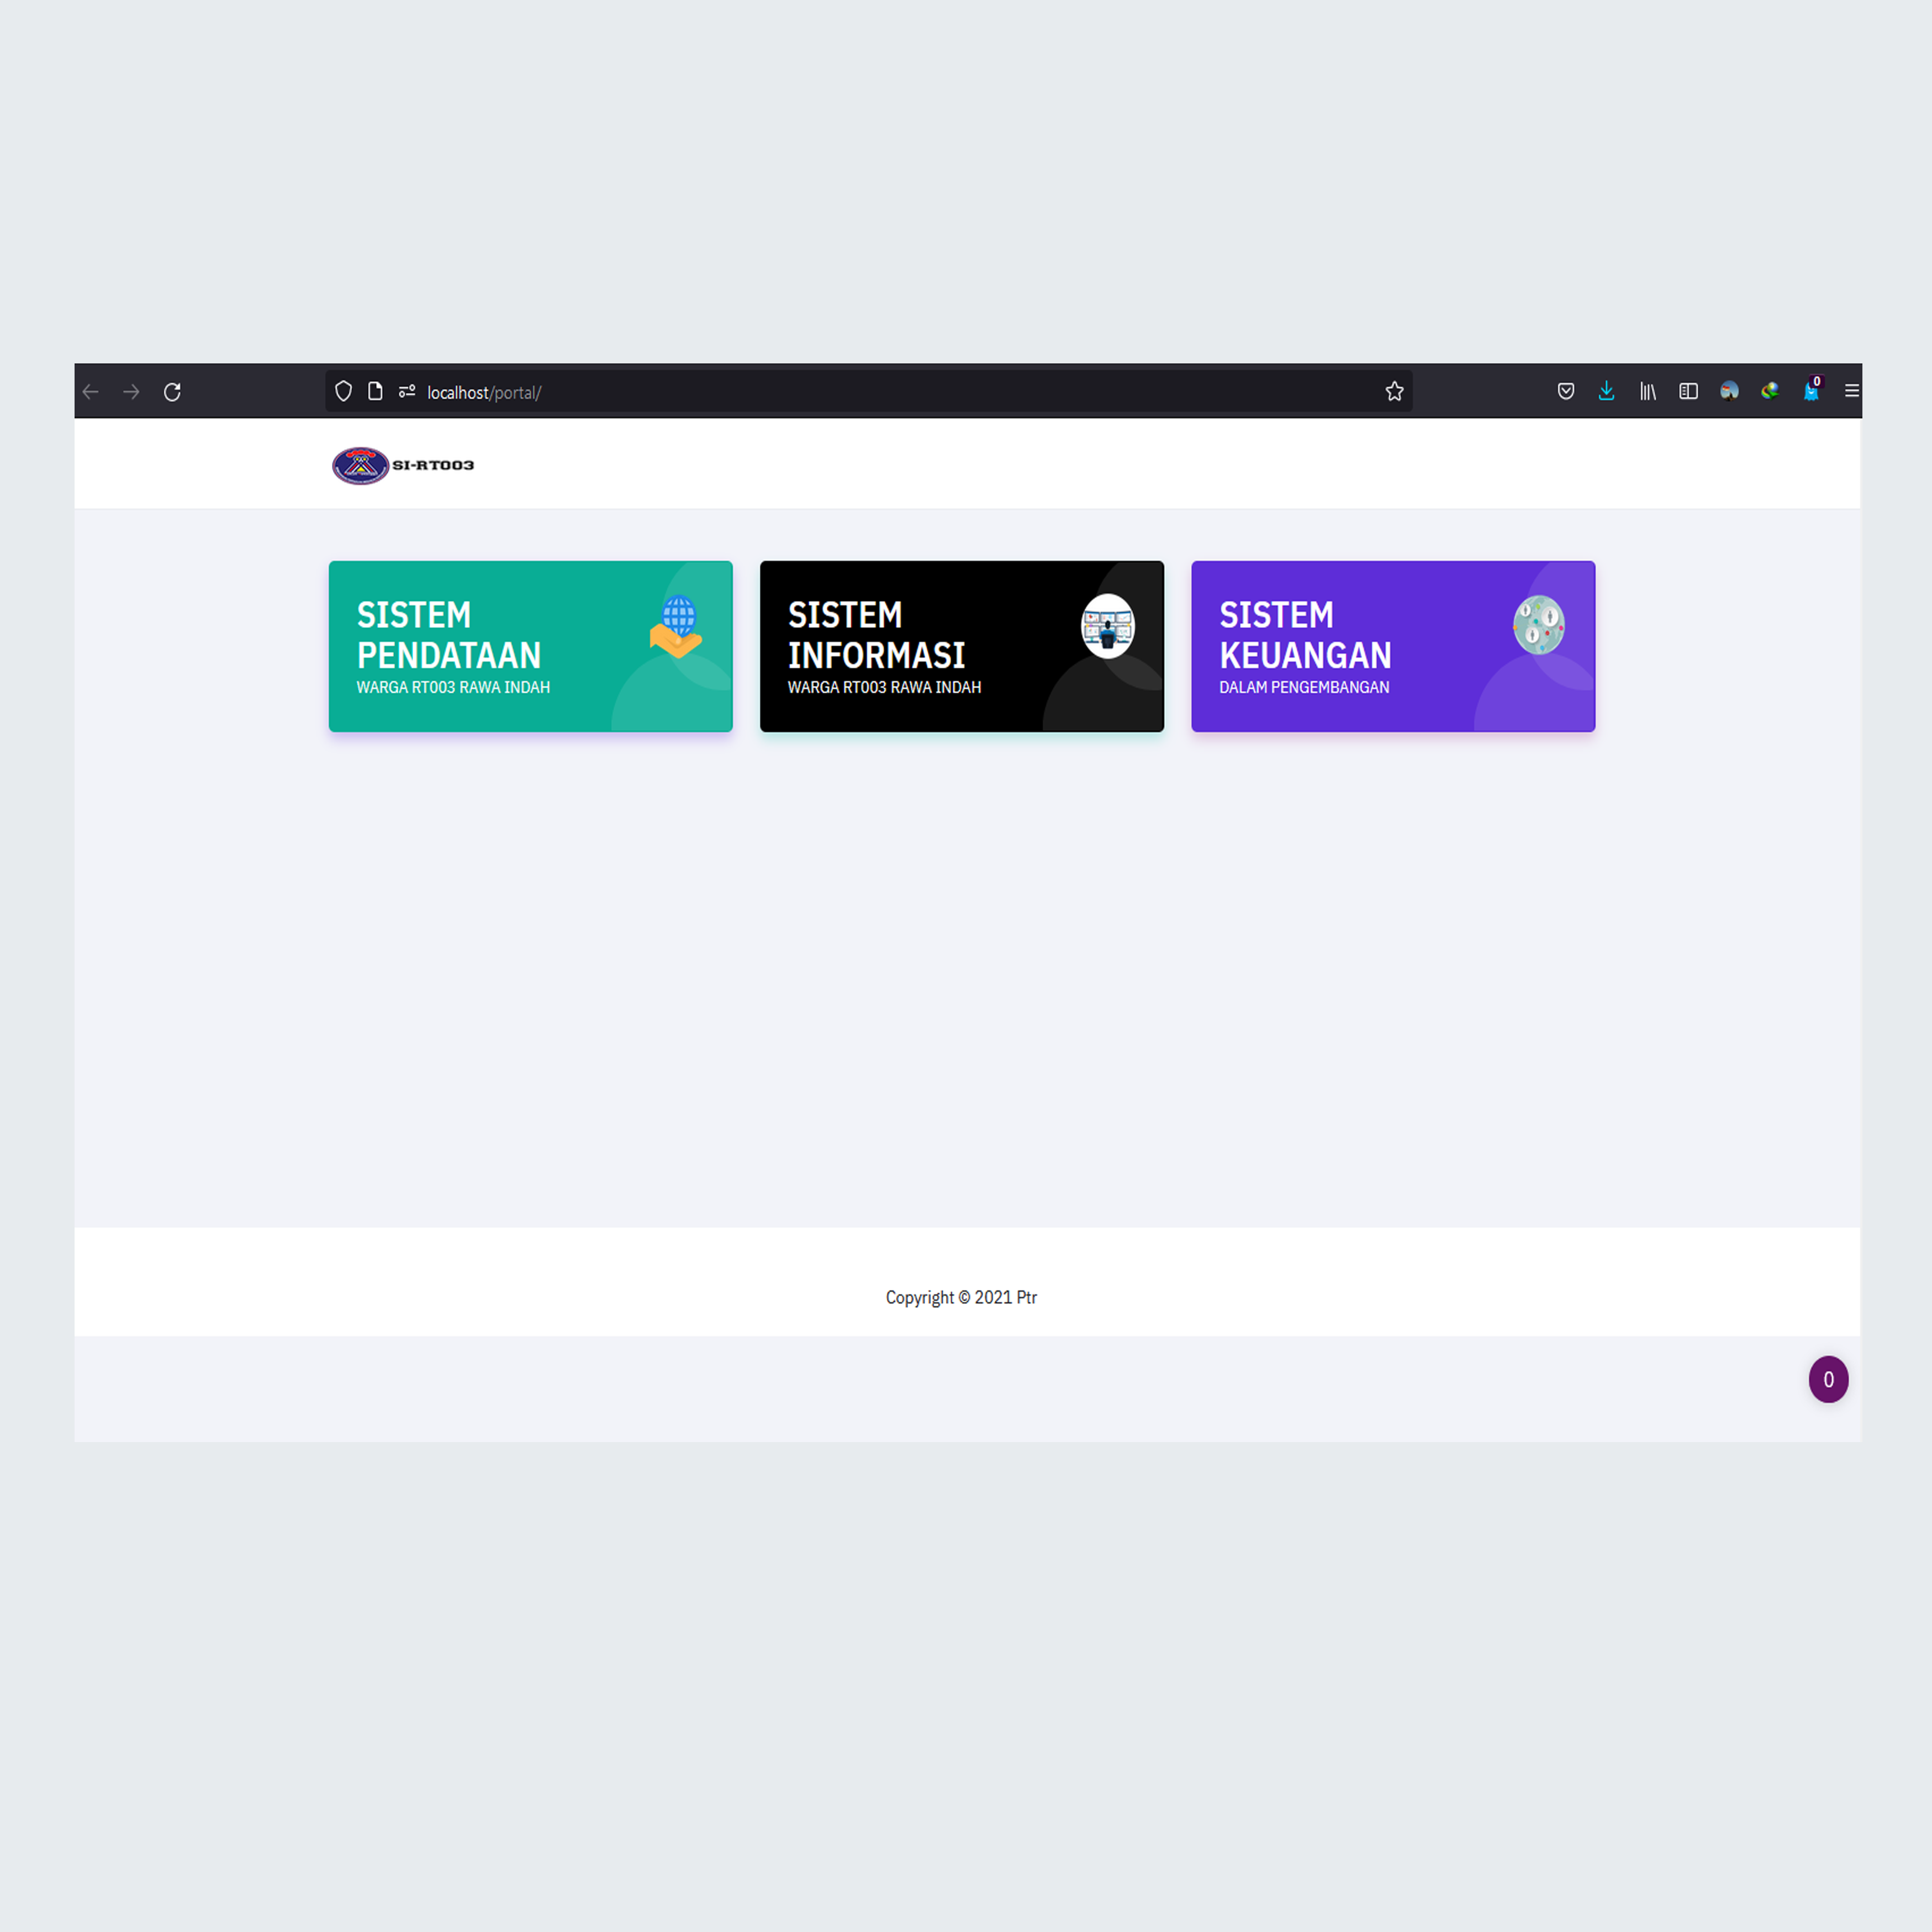 localhost/portal/
0
SI-RT003
SISTEM
PENDATAAN
WARGA RT003 RAWA INDAH
SISTEM
INFORMASI
WARGA RT003 RAWA INDAH
SISTEM
KEUANGAN
DALAM PENGEMBANGAN
Copyright © 2021 Ptr
0